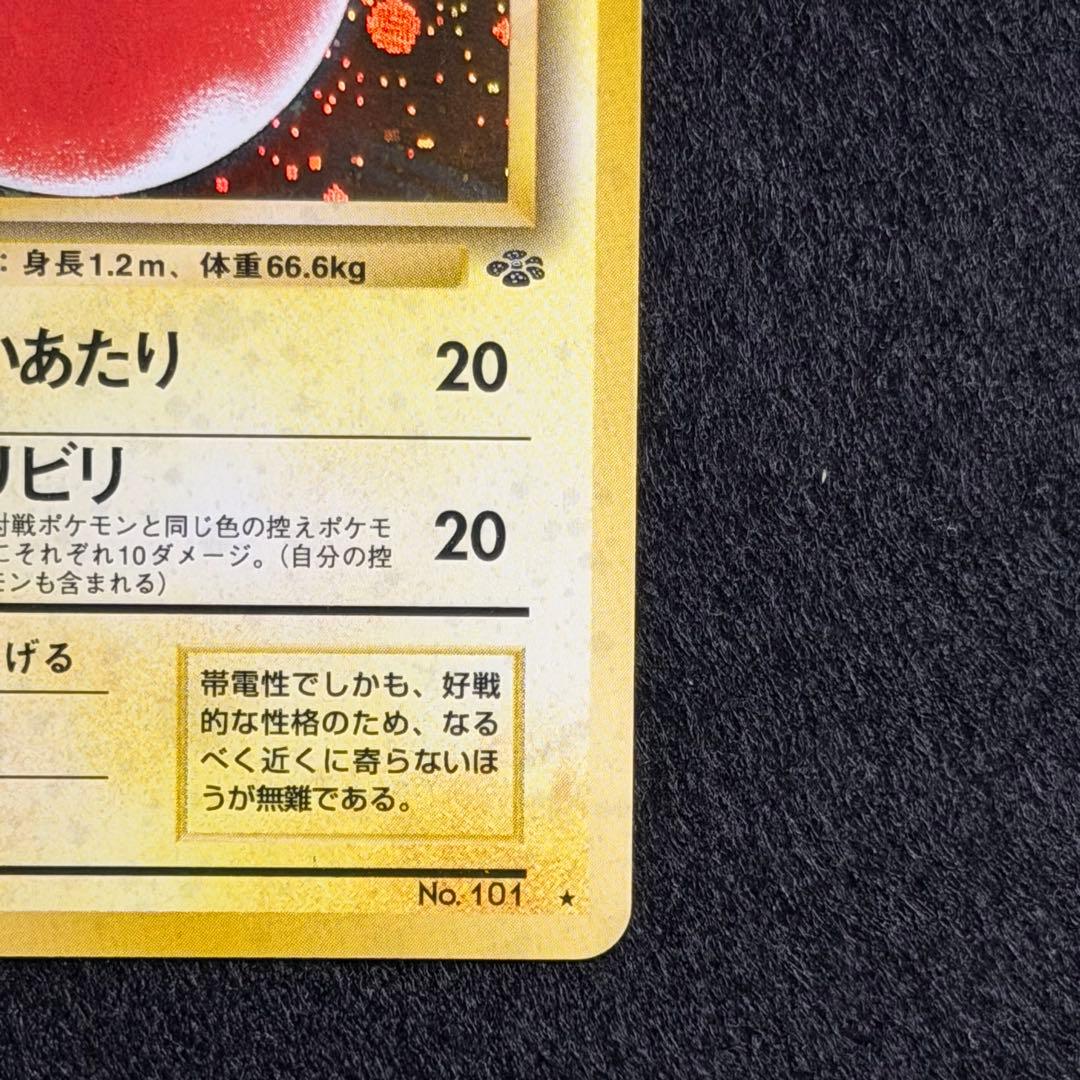 ：身長1.2m、体重66.6kg
いあたり 20
リビリ 20
対戦ポケモンと同じ色の控えポケモ
にそれぞれ10ダメージ。（自分の控
モンも含まれる）
げる
帯電性でしかも、好戦
的な性格のため、なる
べく近くに寄らないほ
うが無難である。
No. 101 ★